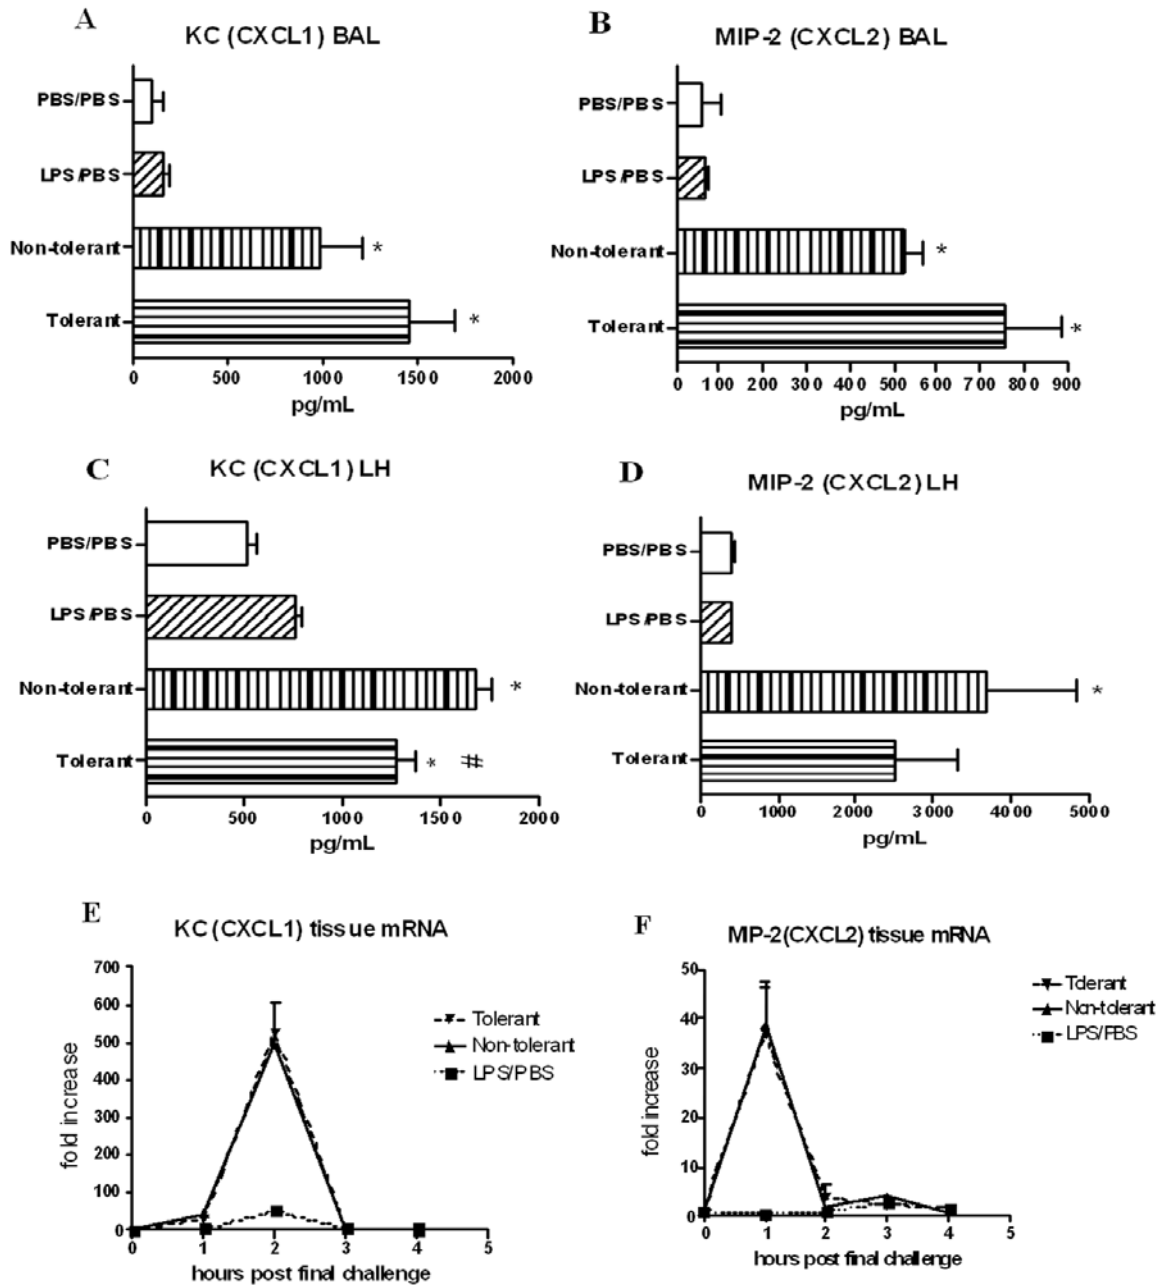 A
KC (CXCL1) BAL
PBS/PBS
LPS/PBS
Non-tolerant
*
Tolerant
*
0 500 1000 1500 2000
pg/mL
B
MIP-2 (CXCL2) BAL
PBS/PBS
LPS/PBS
Non-tolerant
*
Tolerant
*
0 100 200 300 400 500 600 700 800 900
pg/mL
C
KC (CXCL1) LH
PBS/PBS
LPS/PBS
Non-tolerant
*
Tolerant
* #
0 500 1000 1500 2000
pg/mL
D
MIP-2 (CXCL2) LH
PBS/PBS
LPS/PBS
Non-tolerant
*
Tolerant
0 1000 2000 3000 4000 5000
pg/mL
E
KC (CXCL1) tissue mRNA
700
600
500
400
300
200
100
0
fold increase
0 1 2 3 4 5
hours post final challenge
Tolerant
Non-tolerant
LPS/PBS
F
MIP-2(CXCL2) tissue mRNA
50
40
30
20
10
0
fold increase
0 1 2 3 4 5
hours post final challenge
Tolerant
Non-tolerant
LPS/PBS